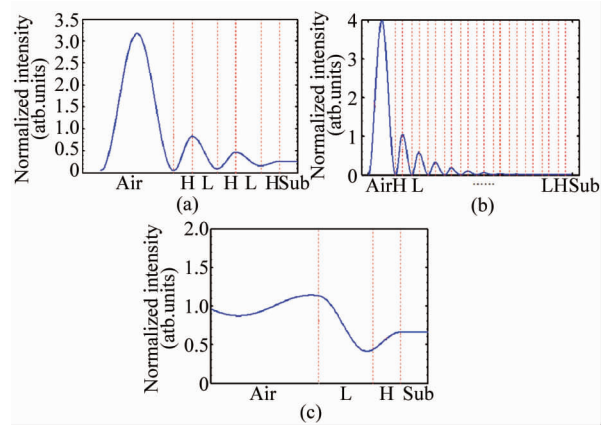 Normalized intensity
(atb.units)
3.5
3.0
2.5
2.0
1.5
1.0
0.5
0
Air H L H L H Sub
(a)
Normalized intensity
(atb.units)
4
3
2
1
0
Air H L ...... L H Sub
(b)
Normalized intensity
(atb.units)
2.0
1.5
1.0
0.5
0
Air L H Sub
(c)